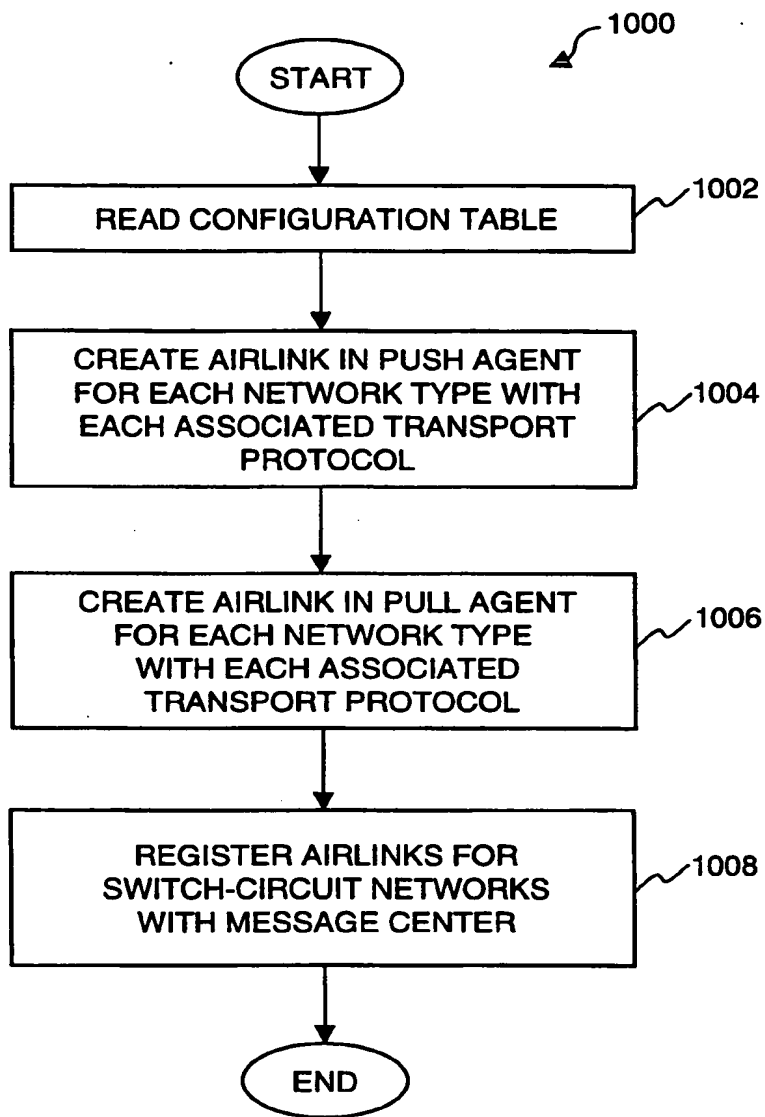 1000
START
READ CONFIGURATION TABLE
1002
CREATE AIRLINK IN PUSH AGENT
FOR EACH NETWORK TYPE WITH
EACH ASSOCIATED TRANSPORT
PROTOCOL
1004
CREATE AIRLINK IN PULL AGENT
FOR EACH NETWORK TYPE
WITH EACH ASSOCIATED
TRANSPORT PROTOCOL
1006
REGISTER AIRLINKS FOR
SWITCH-CIRCUIT NETWORKS
WITH MESSAGE CENTER
1008
END